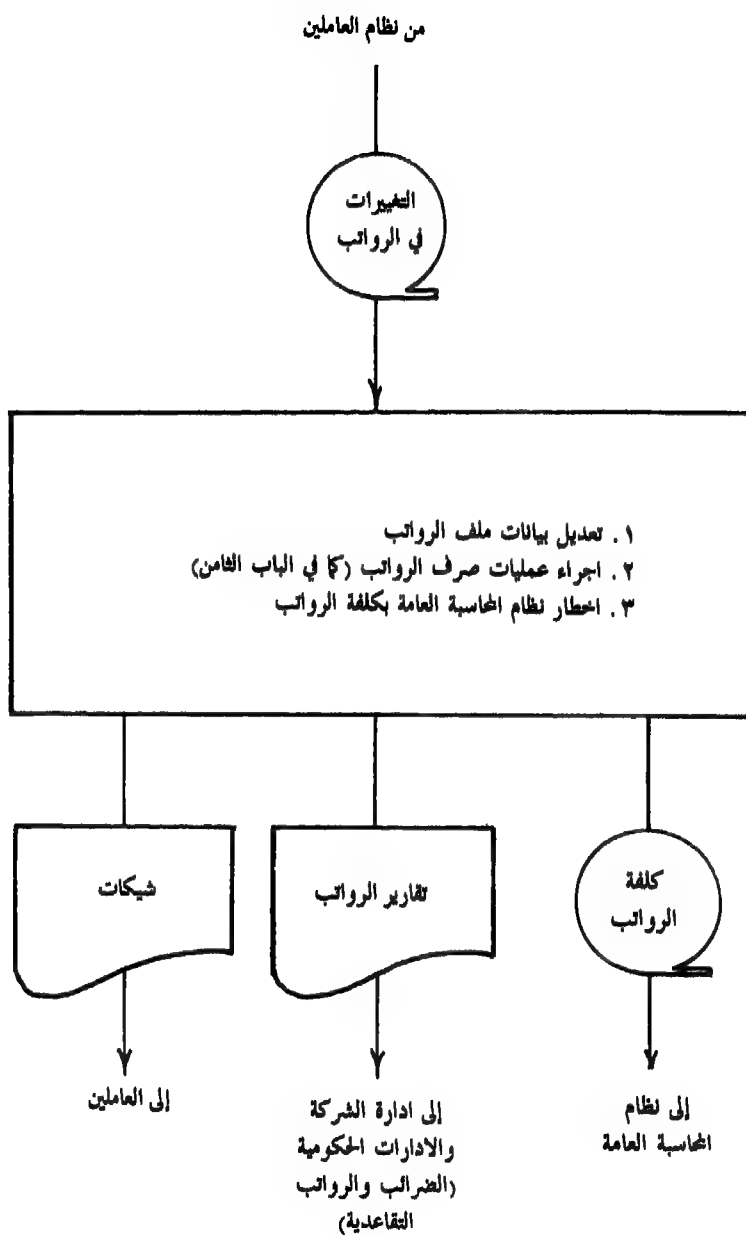 من نظام العاملين
التغييرات
في الرواتب
١ . تعديل بيانات ملف الرواتب
٢ . اجراء عمليات صرف الرواتب (كما في الباب الثامن)
٣ . اخطار نظام المحاسبة العامة بكلفة الرواتب
كلفة
الرواتب
تقارير الرواتب
شيكات
إلى نظام
المحاسبة العامة
إلى ادارة الشركة
والادارات الحكومية
(الضرائب والرواتب
التقاعدية)
إلى العاملين